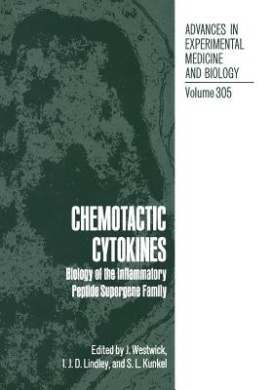 ADVANCES IN
EXPERIMENTAL
MEDICINE
AND BIOLOGY
Volume 305
CHEMOTACTIC
CYTOKINES
Biology of the Inflammatory
Peptide Supergene Family
Edited by J. Westwick,
I. J. D. Lindley, and S. L. Kunkel